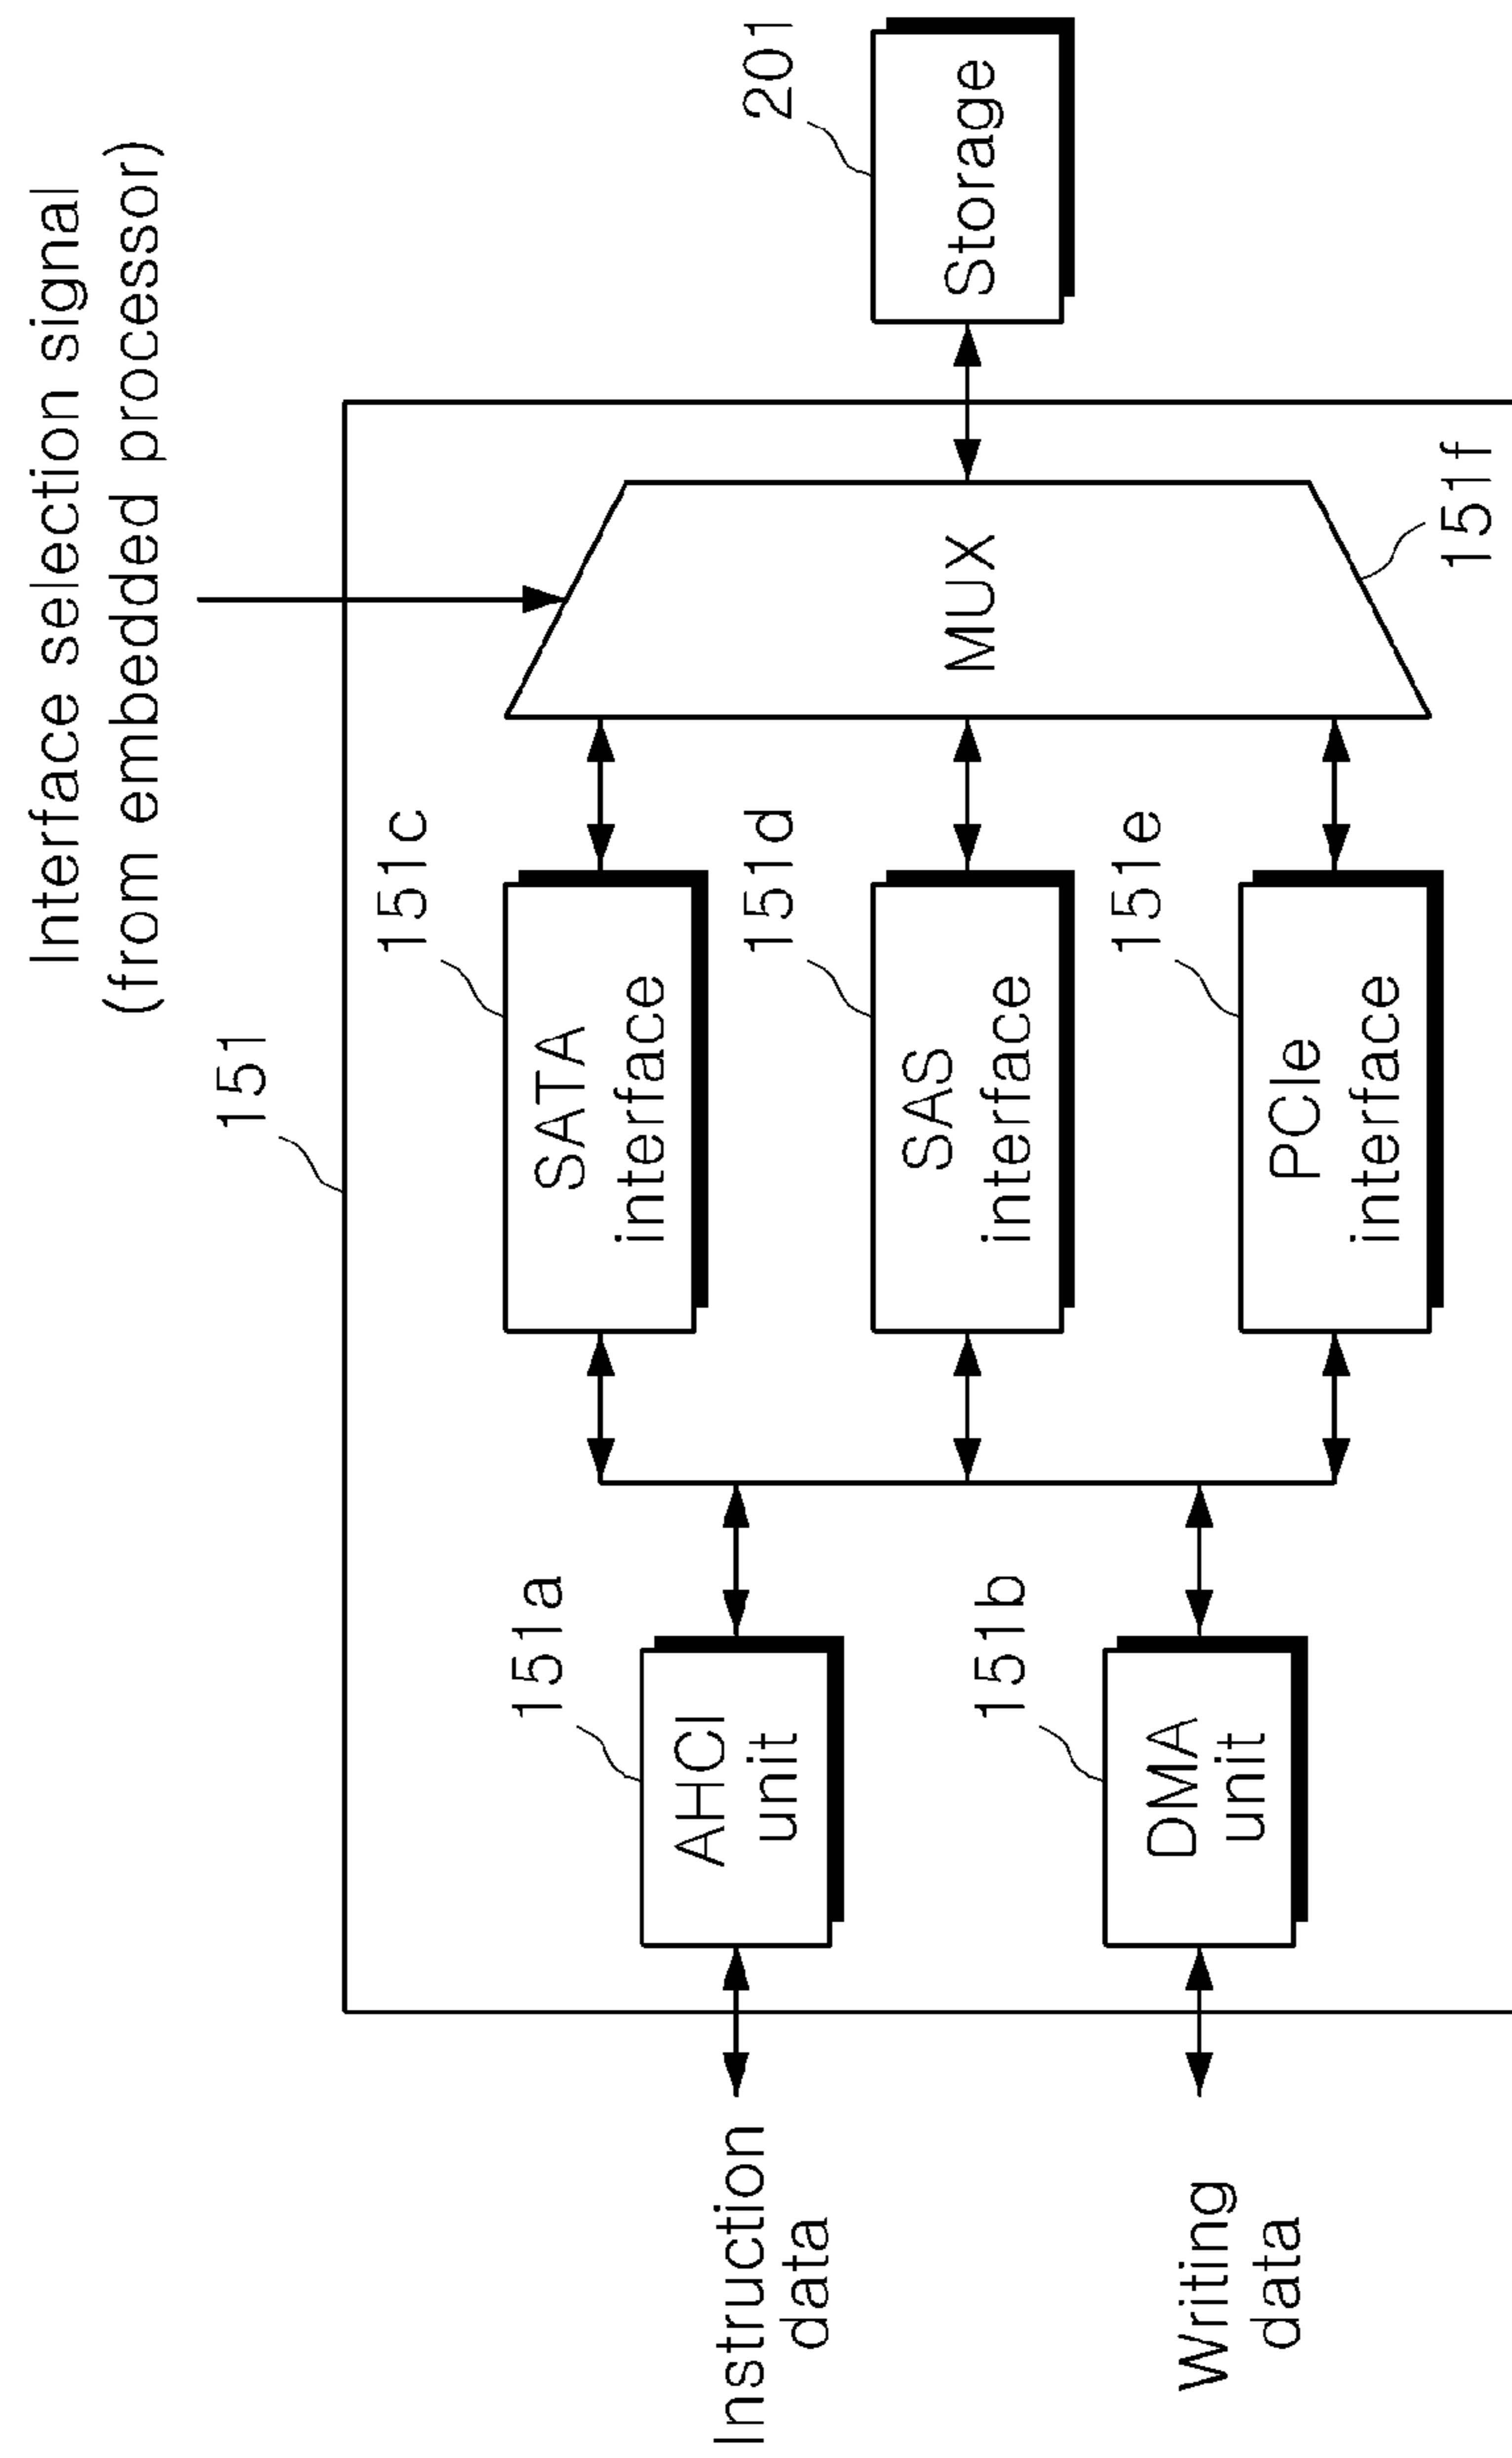 Interface selection signal
(from embedded processor)
151
151c
SATA
interface
151a
AHCI
unit
Instruction
data
151d
SAS
interface
MUX
201
Storage
151b
DMA
unit
Writing
data
151e
PCIe
interface
151f